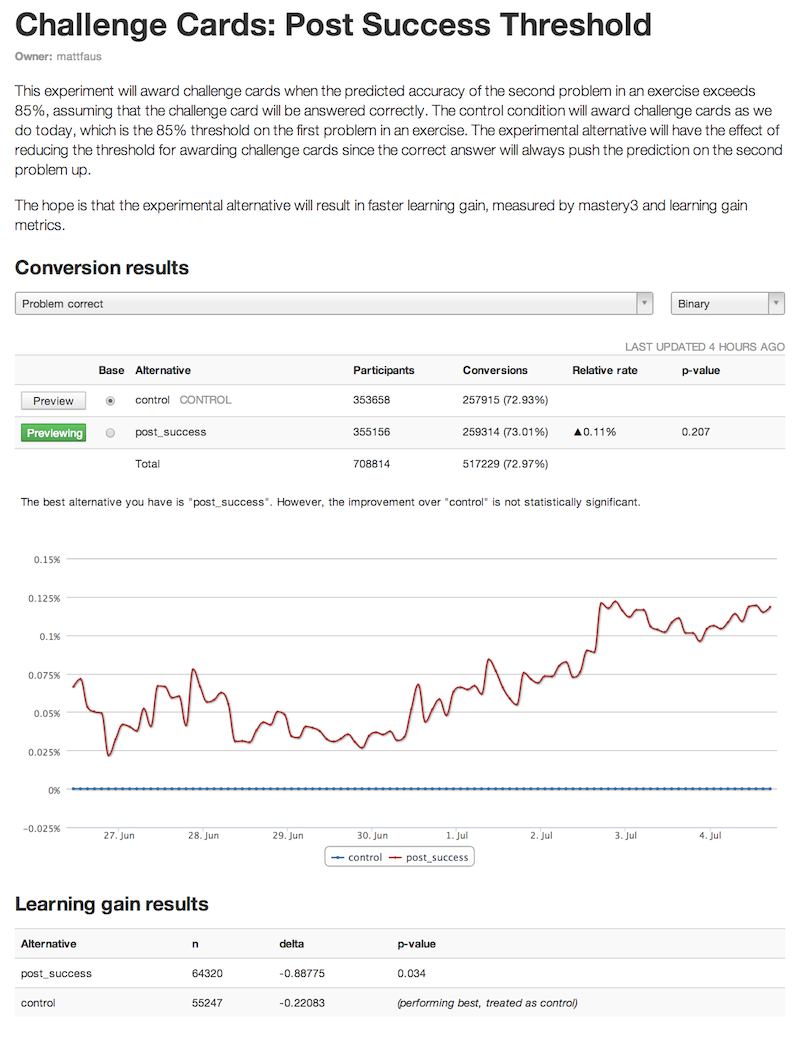 Challenge Cards: Post Success Threshold
Owner: mattfaus
This experiment will award challenge cards when the predicted accuracy of the second problem in an exercise exceeds
85%, assuming that the challenge card will be answered correctly. The control condition will award challenge cards as we
do today, which is the 85% threshold on the first problem in an exercise. The experimental alternative will have the effect of
reducing the threshold for awarding challenge cards since the correct answer will always push the prediction on the second
problem up.
The hope is that the experimental alternative will result in faster learning gain, measured by mastery3 and learning gain
metrics.
Conversion results
Problem correct Binary
LAST UPDATED 4 HOURS AGO
Base Alternative Participants Conversions Relative rate p-value
Preview control CONTROL 353658 257915 (72.93%)
Previewing post_success 355156 259314 (73.01%) ▲0.11% 0.207
Total 708814 517229 (72.97%)
The best alternative you have is "post_success". However, the improvement over "control" is not statistically significant.
0.15%
0.125%
0.1%
0.075%
0.05%
0.025%
0%
-0.025%
27. Jun 28. Jun 29. Jun 30. Jun 1. Jul 2. Jul 3. Jul 4. Jul
control post_success
Learning gain results
Alternative n delta p-value
post_success 64320 -0.88775 0.034
control 55247 -0.22083 (performing best, treated as control)